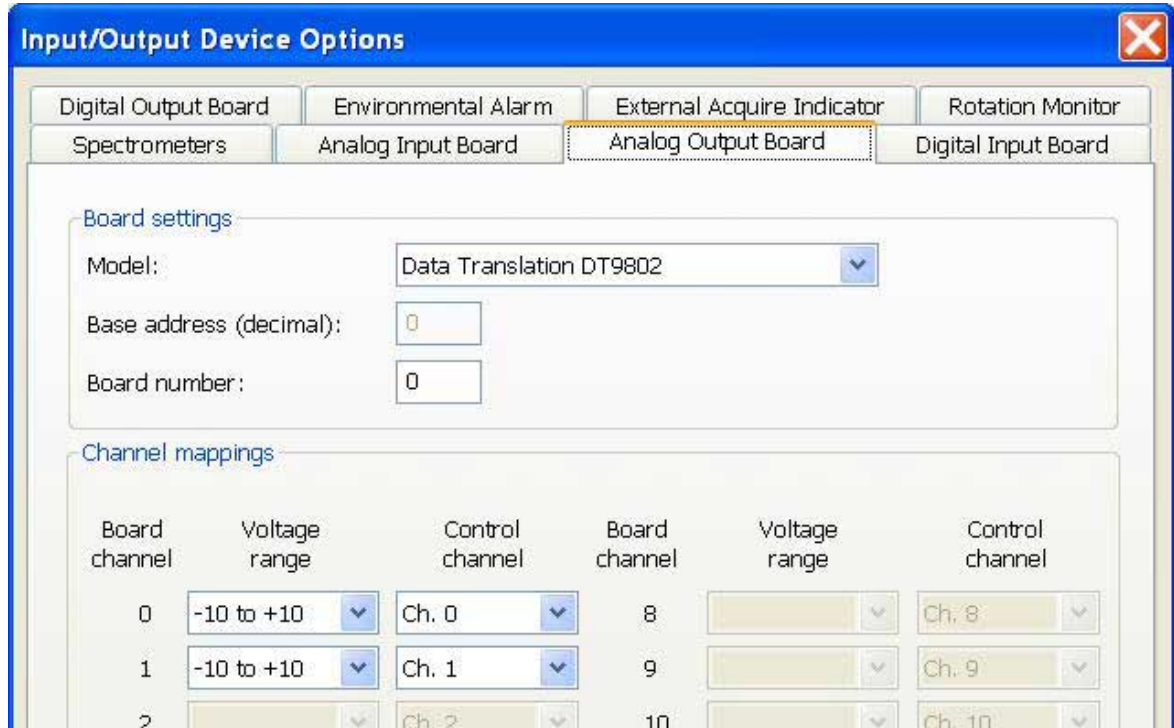 Input/Output Device Options
Digital Output Board Environmental Alarm External Acquire Indicator Rotation Monitor
Spectrometers Analog Input Board Analog Output Board Digital Input Board
Board settings
Model: Data Translation DT9802
Base address (decimal): 0
Board number: 0
Channel mappings
Board Voltage Control Board Voltage Control
channel range channel channel range channel
0 -10 to +10 Ch. 0 8 Ch. 8
1 -10 to +10 Ch. 1 9 Ch. 9
2 Ch. 2 10 Ch. 10